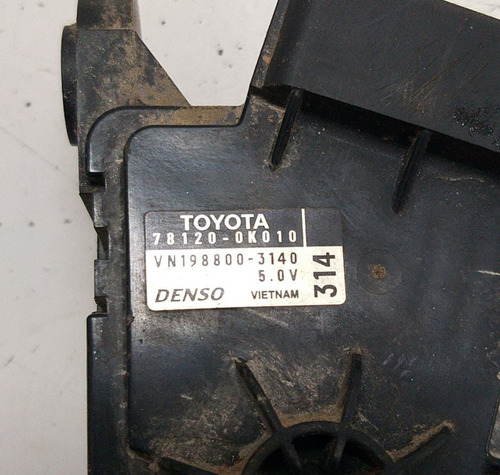 TOYOTA
78120-0K010
VN198800-3140
5.0V
DENSO VIETNAM
314